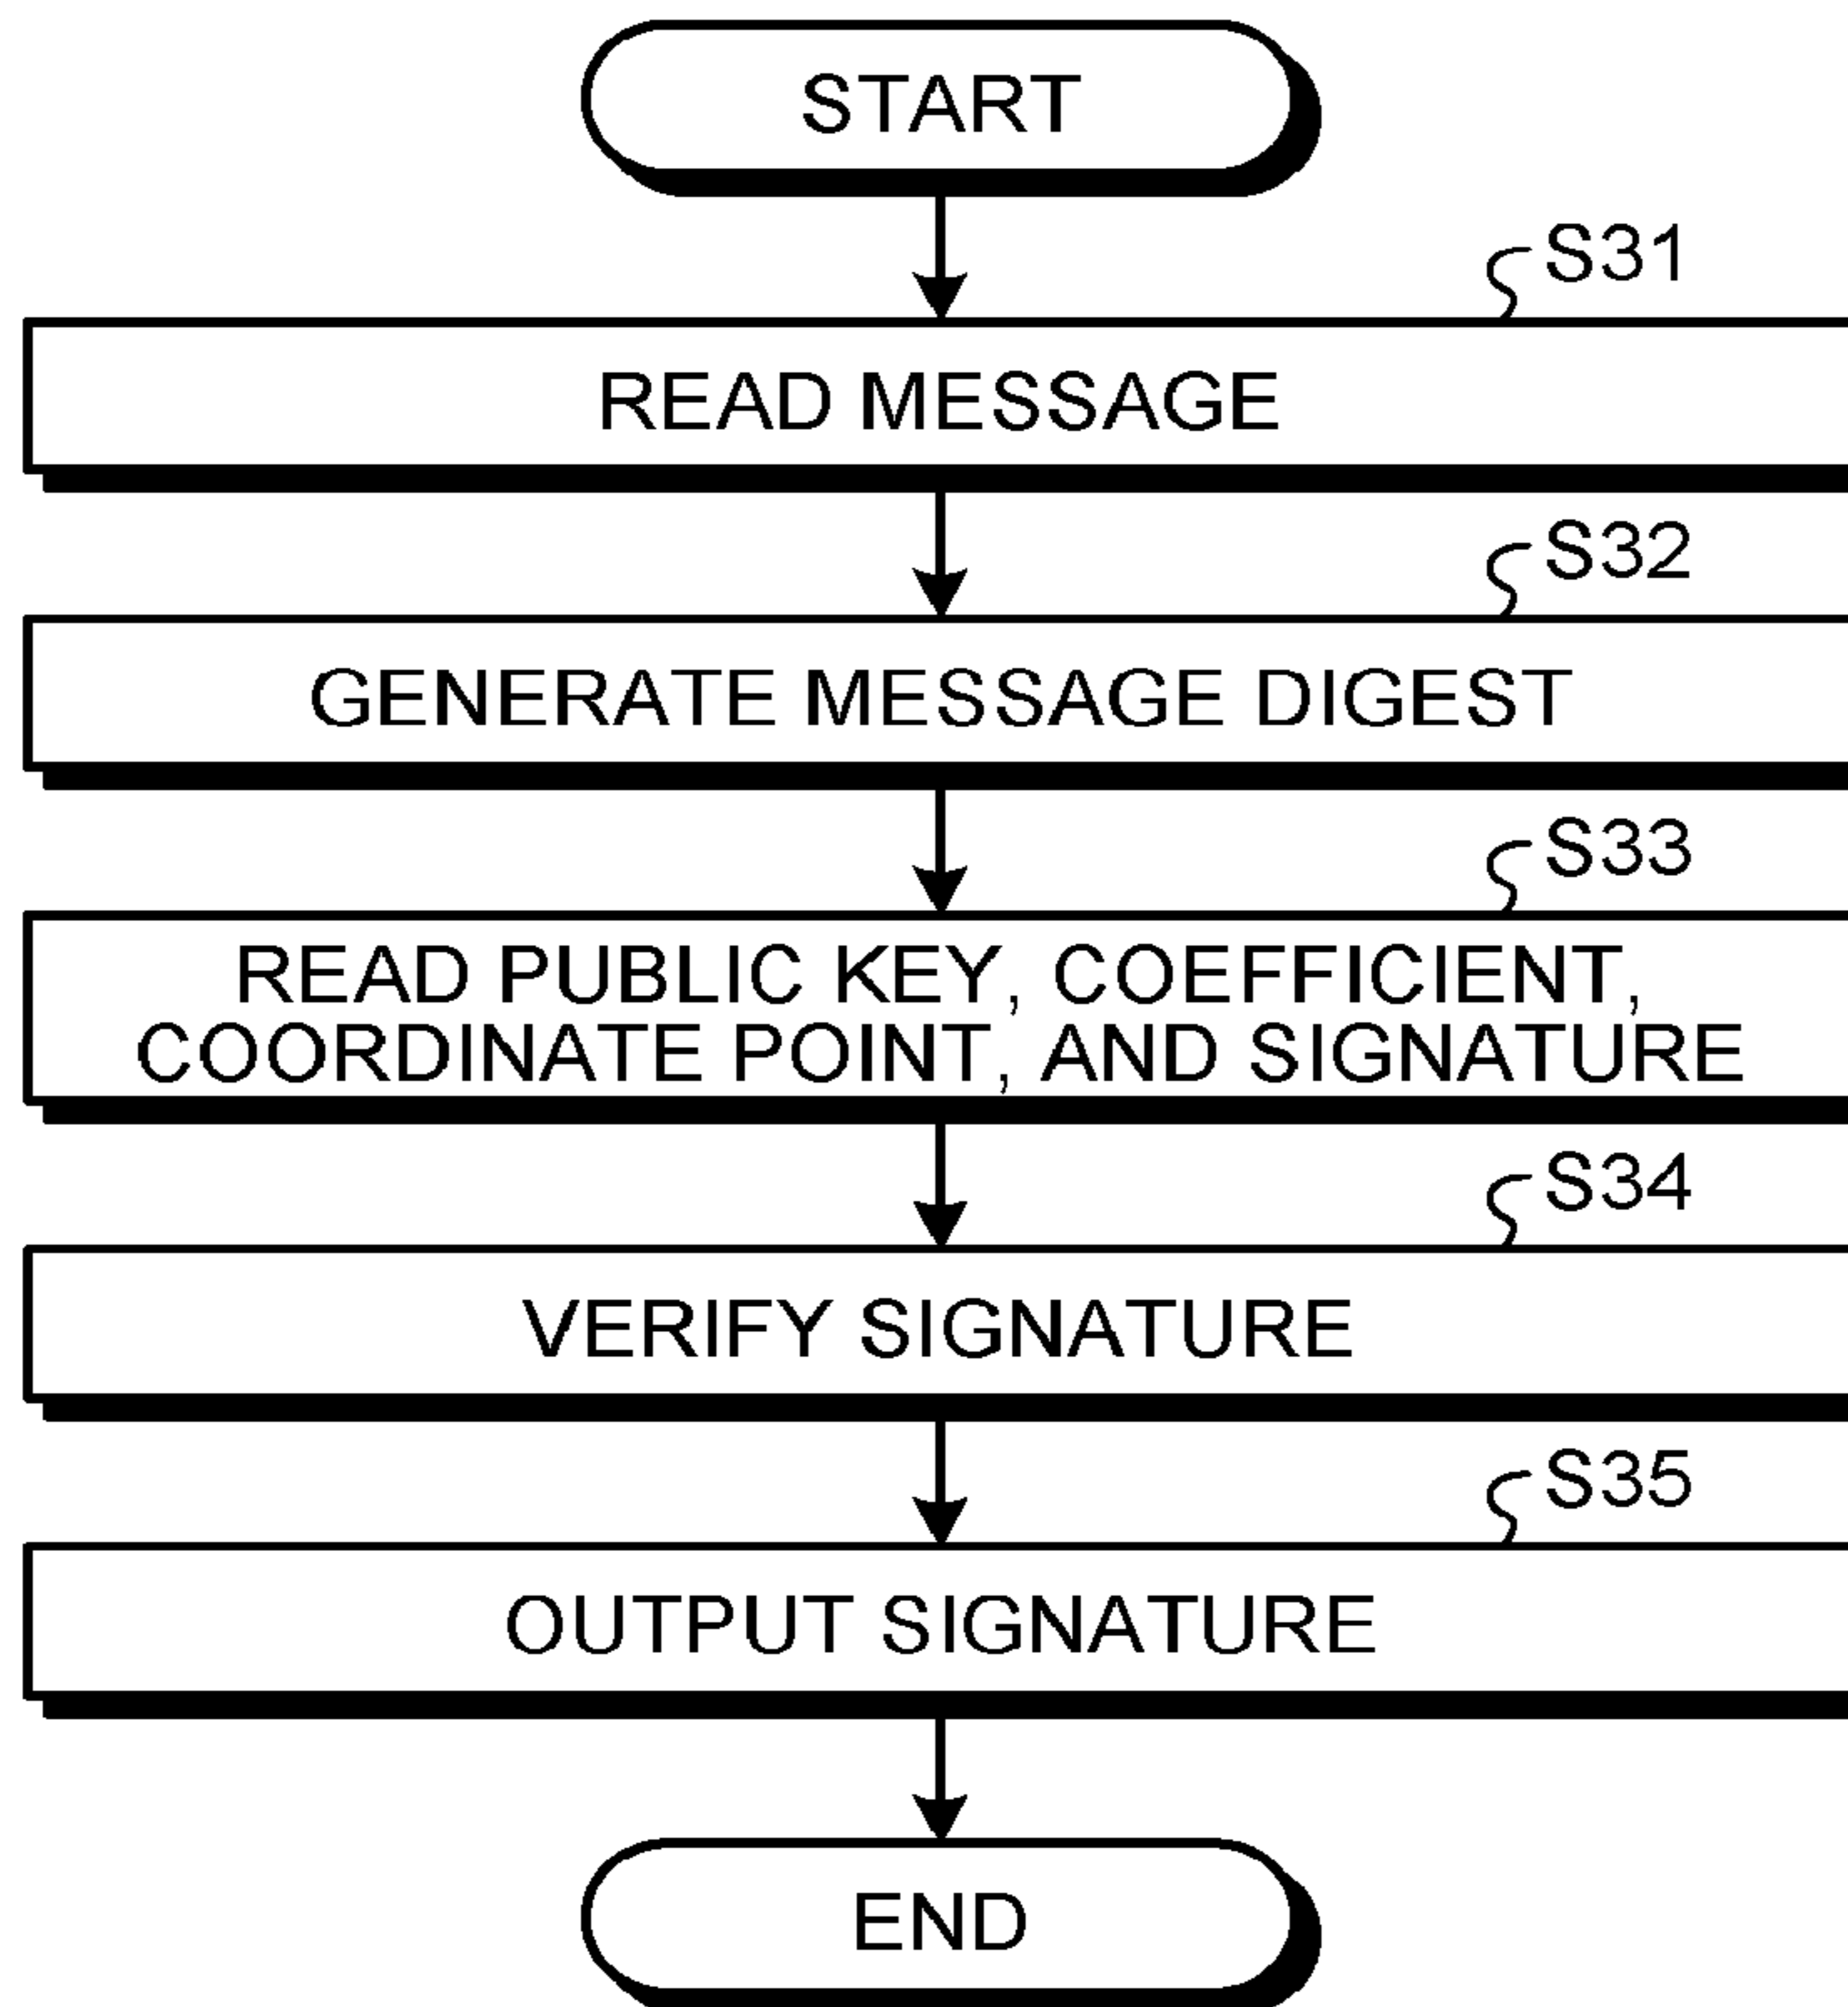 START
S31
READ MESSAGE
S32
GENERATE MESSAGE DIGEST
S33
READ PUBLIC KEY, COEFFICIENT,
COORDINATE POINT, AND SIGNATURE
S34
VERIFY SIGNATURE
S35
OUTPUT SIGNATURE
END